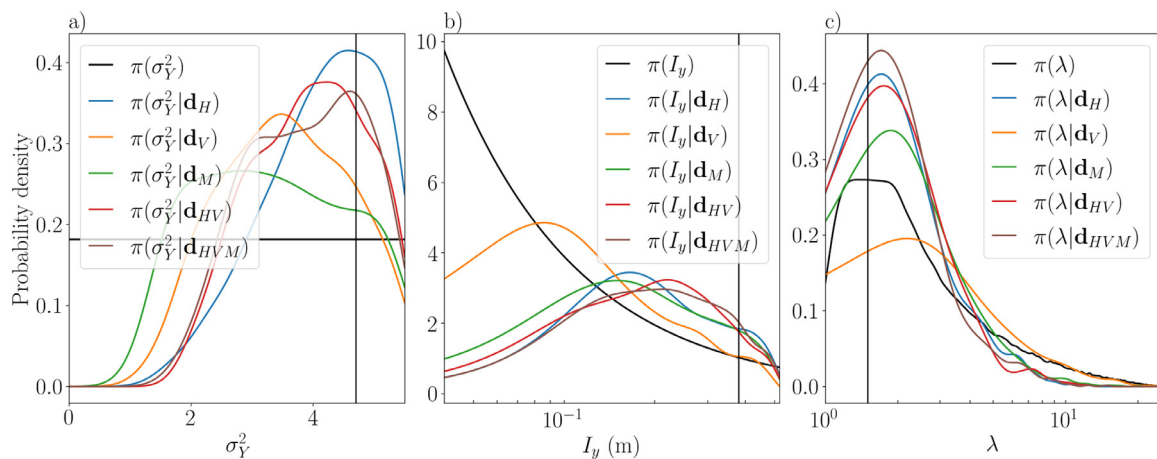 a)
Probability density
0.4
0.3
0.2
0.1
0.0
0
2
4
σ²_Y
π(σ²_Y)
π(σ²_Y|d_H)
π(σ²_Y|d_V)
π(σ²_Y|d_M)
π(σ²_Y|d_HV)
π(σ²_Y|d_HVM)
b)
10
8
6
4
2
0
10⁻¹
I_y (m)
π(I_y)
π(I_y|d_H)
π(I_y|d_V)
π(I_y|d_M)
π(I_y|d_HV)
π(I_y|d_HVM)
c)
0.4
0.3
0.2
0.1
0.0
10⁰
10¹
λ
π(λ)
π(λ|d_H)
π(λ|d_V)
π(λ|d_M)
π(λ|d_HV)
π(λ|d_HVM)